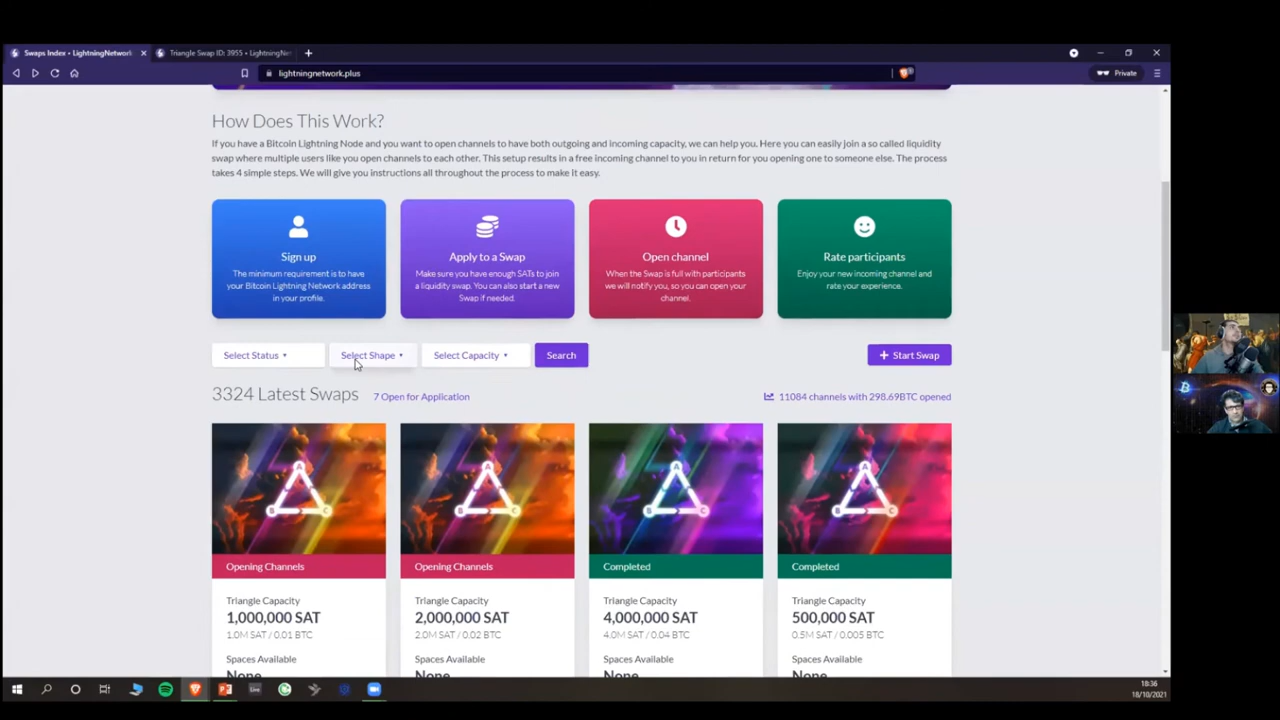 Swaps Index • LightningNetwork
Triangle Swap ID: 3955 • LightningNet
lightningnetwork.plus
Private
How Does This Work?
If you have a Bitcoin Lightning Node and you want to open channels to have both outgoing and incoming capacity, we can help you. Here you can easily join a so called liquidity
swap where multiple users like you open channels to each other. This setup results in a free incoming channel to you in return for you opening one to someone else. The process
takes 4 simple steps. We will give you instructions all throughout the process to make it easy.
Sign up
The minimum requirement is to have
your Bitcoin Lightning Network address
in your profile.
Apply to a Swap
Make sure you have enough SATs to join
a liquidity swap. You can also start a new
Swap if needed.
Open channel
When the Swap is full with participants
we will notify you, so you can open your
channel.
Rate participants
Enjoy your new incoming channel and
rate your experience.
Select Status
Select Shape
Select Capacity
Search
+ Start Swap
3324 Latest Swaps
7 Open for Application
11084 channels with 298.69BTC opened
A
B
C
Opening Channels
Triangle Capacity
1,000,000 SAT
1.0M SAT / 0.01 BTC
Spaces Available
None
A
B
C
Opening Channels
Triangle Capacity
2,000,000 SAT
2.0M SAT / 0.02 BTC
Spaces Available
None
A
B
C
Completed
Triangle Capacity
4,000,000 SAT
4.0M SAT / 0.04 BTC
Spaces Available
None
A
B
C
Completed
Triangle Capacity
500,000 SAT
0.5M SAT / 0.005 BTC
Spaces Available
None
Live
18:36
18/10/2021